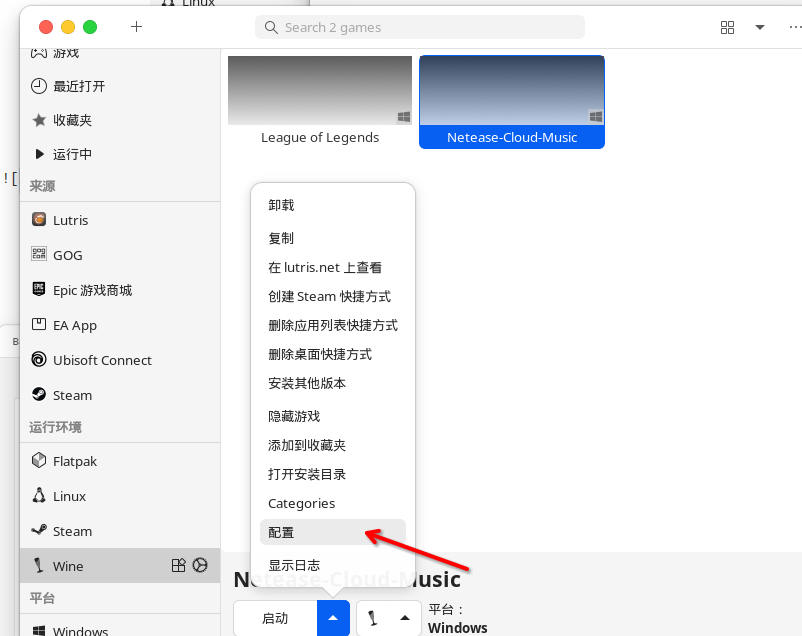 Linux
Search 2 games
游戏
最近打开
收藏夹
运行中
来源
Lutris
GOG
Epic 游戏商城
EA App
Ubisoft Connect
Steam
运行环境
Flatpak
Linux
Steam
Wine
平台
Windows
![
B
League of Legends
Netease-Cloud-Music
卸载
复制
在 lutris.net 上查看
创建 Steam 快捷方式
删除应用列表快捷方式
删除桌面快捷方式
安装其他版本
隐藏游戏
添加到收藏夹
打开安装目录
Categories
配置
显示日志
Netease-Cloud-Music
启动
平台：
Windows